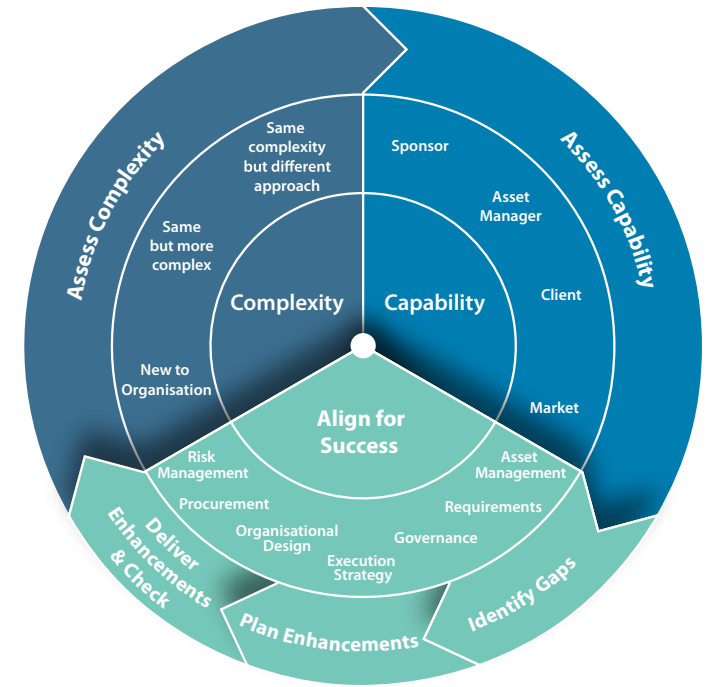 Assess Complexity
Same
complexity
but different
approach
Same
but more
complex
New to
Organisation
Complexity
Assess Capability
Sponsor
Asset
Manager
Client
Market
Capability
Align for
Success
Asset
Management
Requirements
Governance
Execution
Strategy
Organisational
Design
Procurement
Risk
Management
Identify Gaps
Plan Enhancements
Deliver
Enhancements
& Check